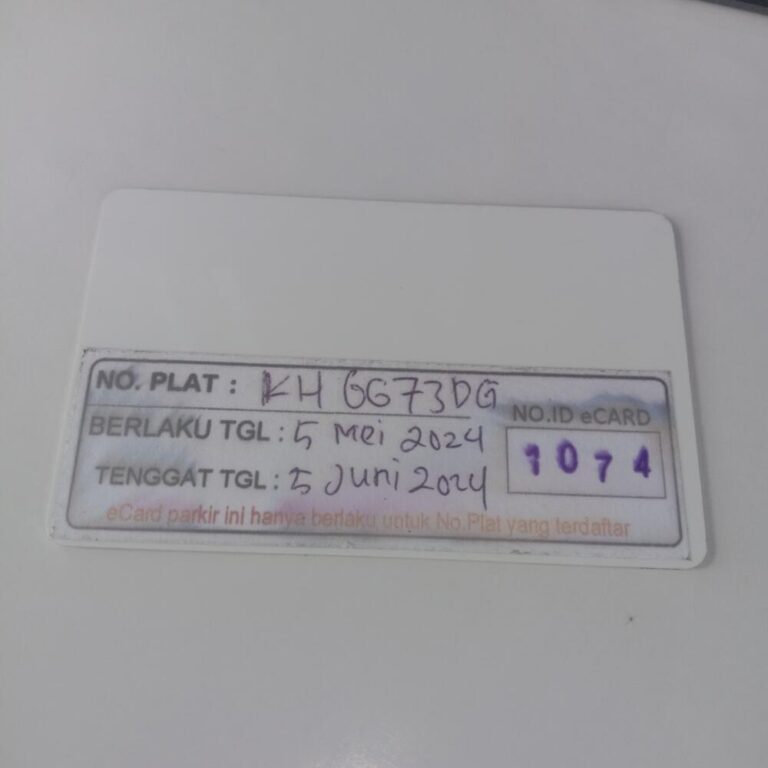 NO. PLAT : KH 6673DG
BERLAKU TGL : 5 Mei 2024
TENGGAT TGL : 5 Juni 2024
NO.ID eCARD
1074
eCard parkir ini hanya berlaku untuk No.Plat yang terdaftar